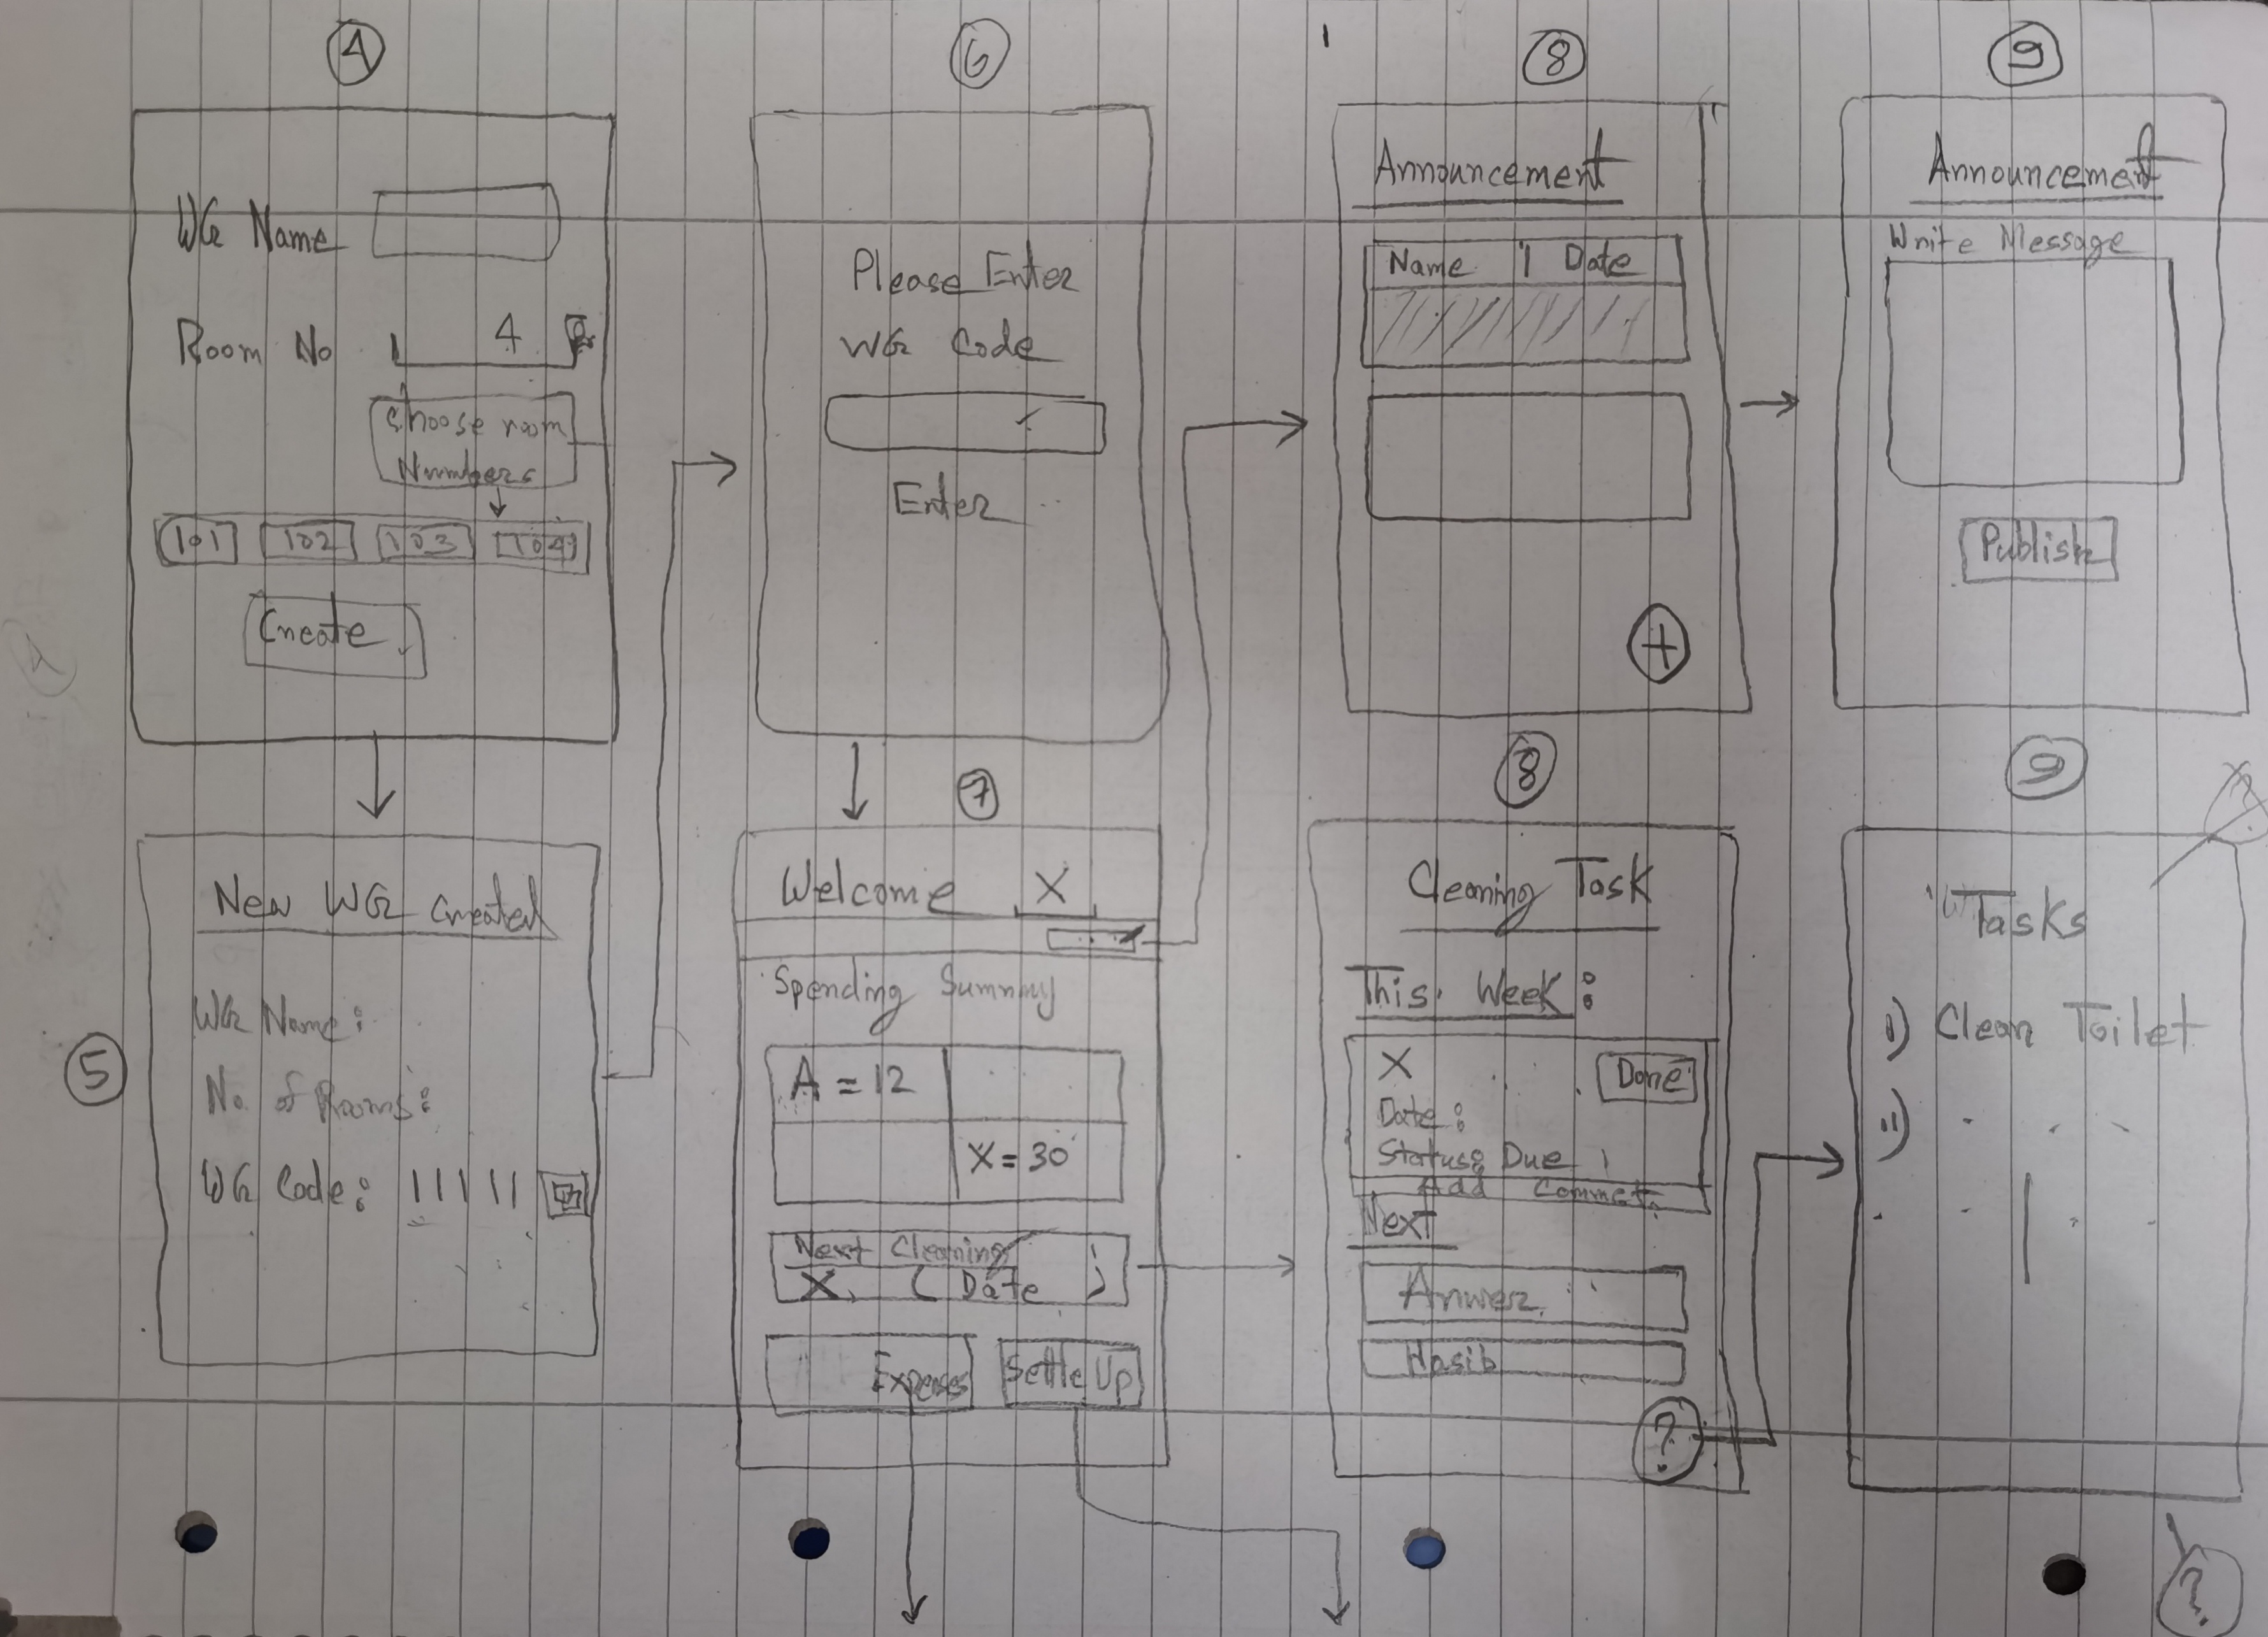 4
WG Name
Room No 4
Choose room
Numbers
101 102 103 104
Create
5
New WG Created
WG Name:
No. of Rooms:
WG Code: 11111
6
Please Enter
WG Code
Enter
7
Welcome X
...
Spending Summry
A = 12
X = 30
Next Cleaning
X. ( Date )
Expenses Settle Up
8
Announcement
Name | Date
+
9
Announcement
Write Message
Publish
8
Cleaning Task
This Week:
X Done
Date:
Status: Due
Add Commet
Next
Anwer
Hasib
?
9
Tasks
i) Clean Toilet
ii)
?